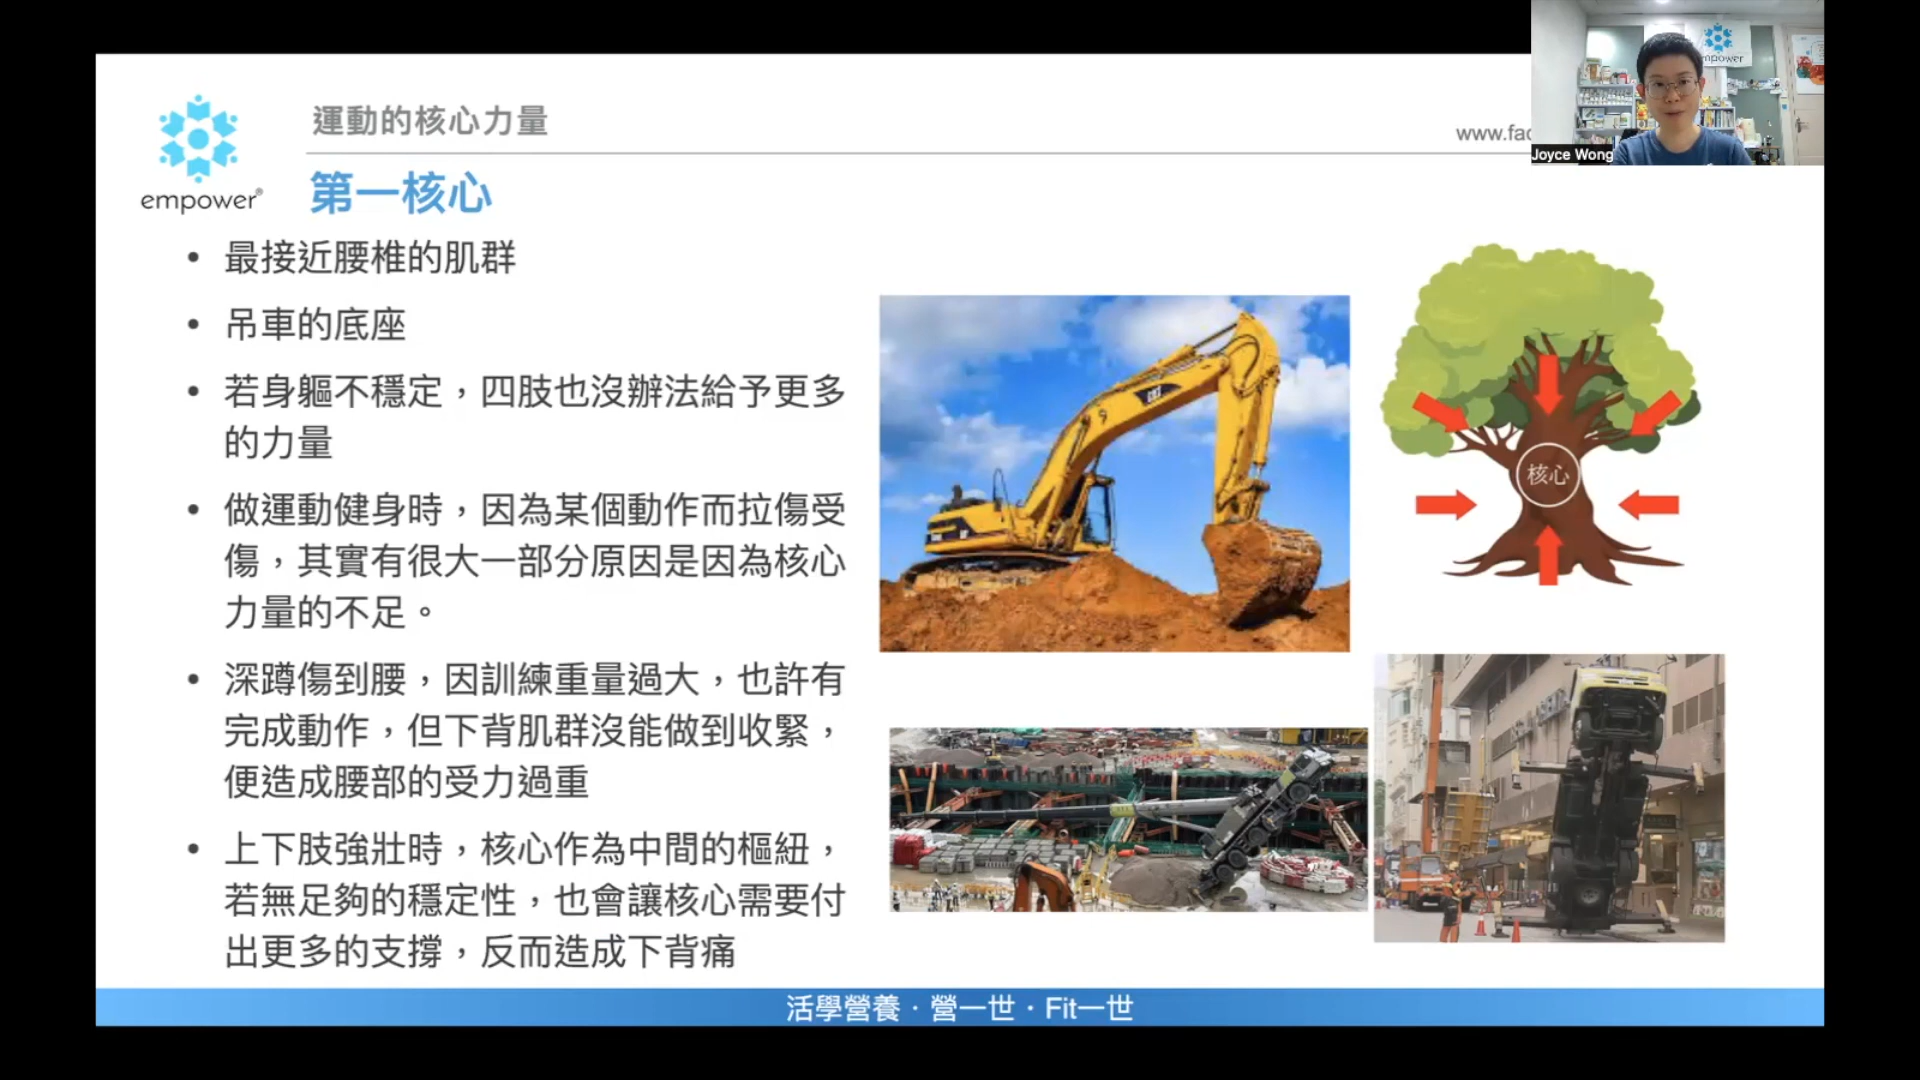 empower
Joyce Wong
運動的核心力量
www.fac
empower®
第一核心
• 最接近腰椎的肌群
• 吊車的底座
• 若身軀不穩定，四肢也沒辦法給予更多
的力量
• 做運動健身時，因為某個動作而拉傷受
傷，其實有很大一部分原因是因為核心
力量的不足。
• 深蹲傷到腰，因訓練重量過大，也許有
完成動作，但下背肌群沒能做到收緊，
便造成腰部的受力過重
• 上下肢強壯時，核心作為中間的樞紐，
若無足夠的穩定性，也會讓核心需要付
出更多的支撐，反而造成下背痛
CAT
核心
活學營養 · 營一世 · Fit一世